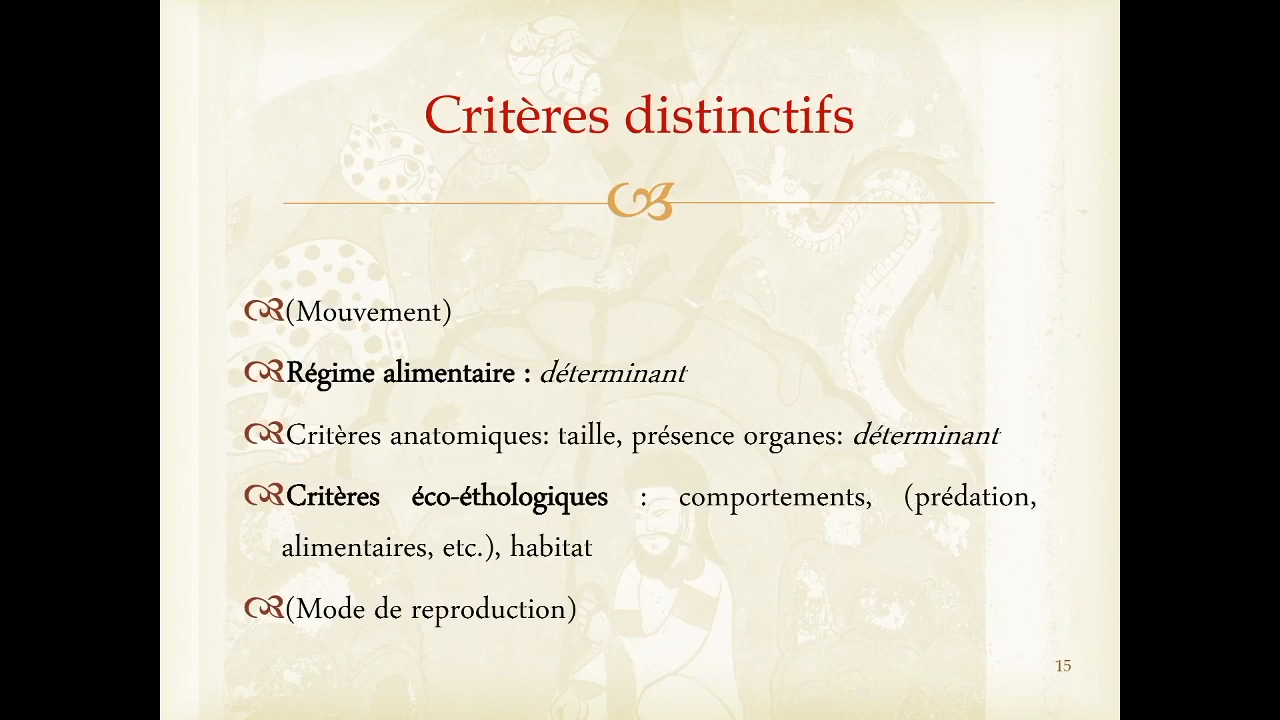 Critères distinctifs
(Mouvement)
Régime alimentaire : déterminant
Critères anatomiques: taille, présence organes: déterminant
Critères éco-éthologiques : comportements, (prédation,
alimentaires, etc.), habitat
(Mode de reproduction)
15